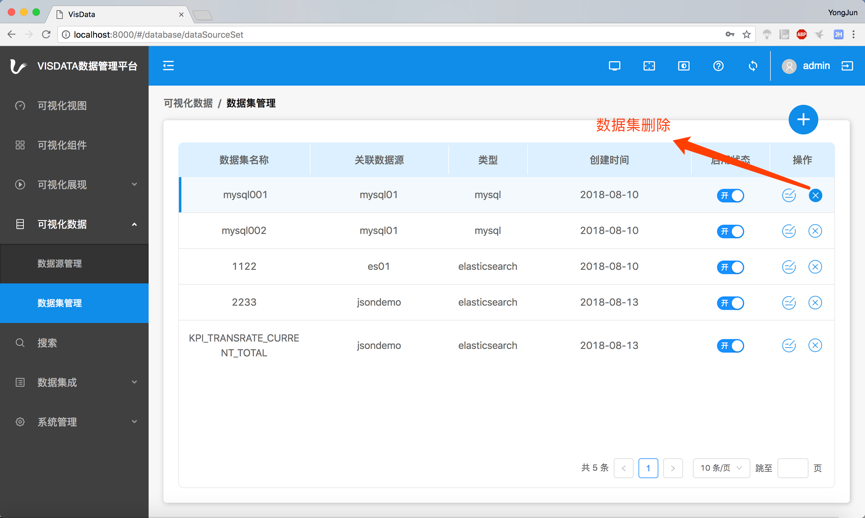 VisData
YongJun
localhost:8000/#/database/dataSourceSet
ABP
JH
VISDATA数据管理平台
admin
可视化视图
可视化组件
可视化展现
可视化数据
数据源管理
数据集管理
搜索
数据集成
系统管理
可视化数据 / 数据集管理
数据集删除
数据集名称 关联数据源 类型 创建时间 启用状态 操作
mysql001 mysql01 mysql 2018-08-10 开
mysql002 mysql01 mysql 2018-08-10 开
1122 es01 elasticsearch 2018-08-10 开
2233 jsondemo elasticsearch 2018-08-13 开
KPI_TRANSRATE_CURRE
NT_TOTAL jsondemo elasticsearch 2018-08-13 开
共 5 条 1 10 条/页 跳至 页